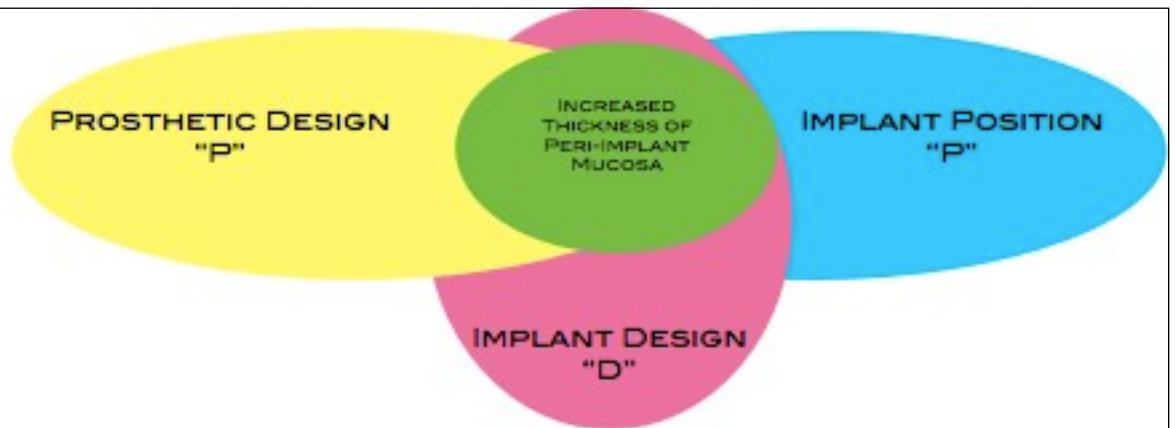 PROSTHETIC DESIGN
“P”
INCREASED
THICKNESS OF
PERI-IMPLANT
MUCOSA
IMPLANT POSITION
“P”
IMPLANT DESIGN
“D”